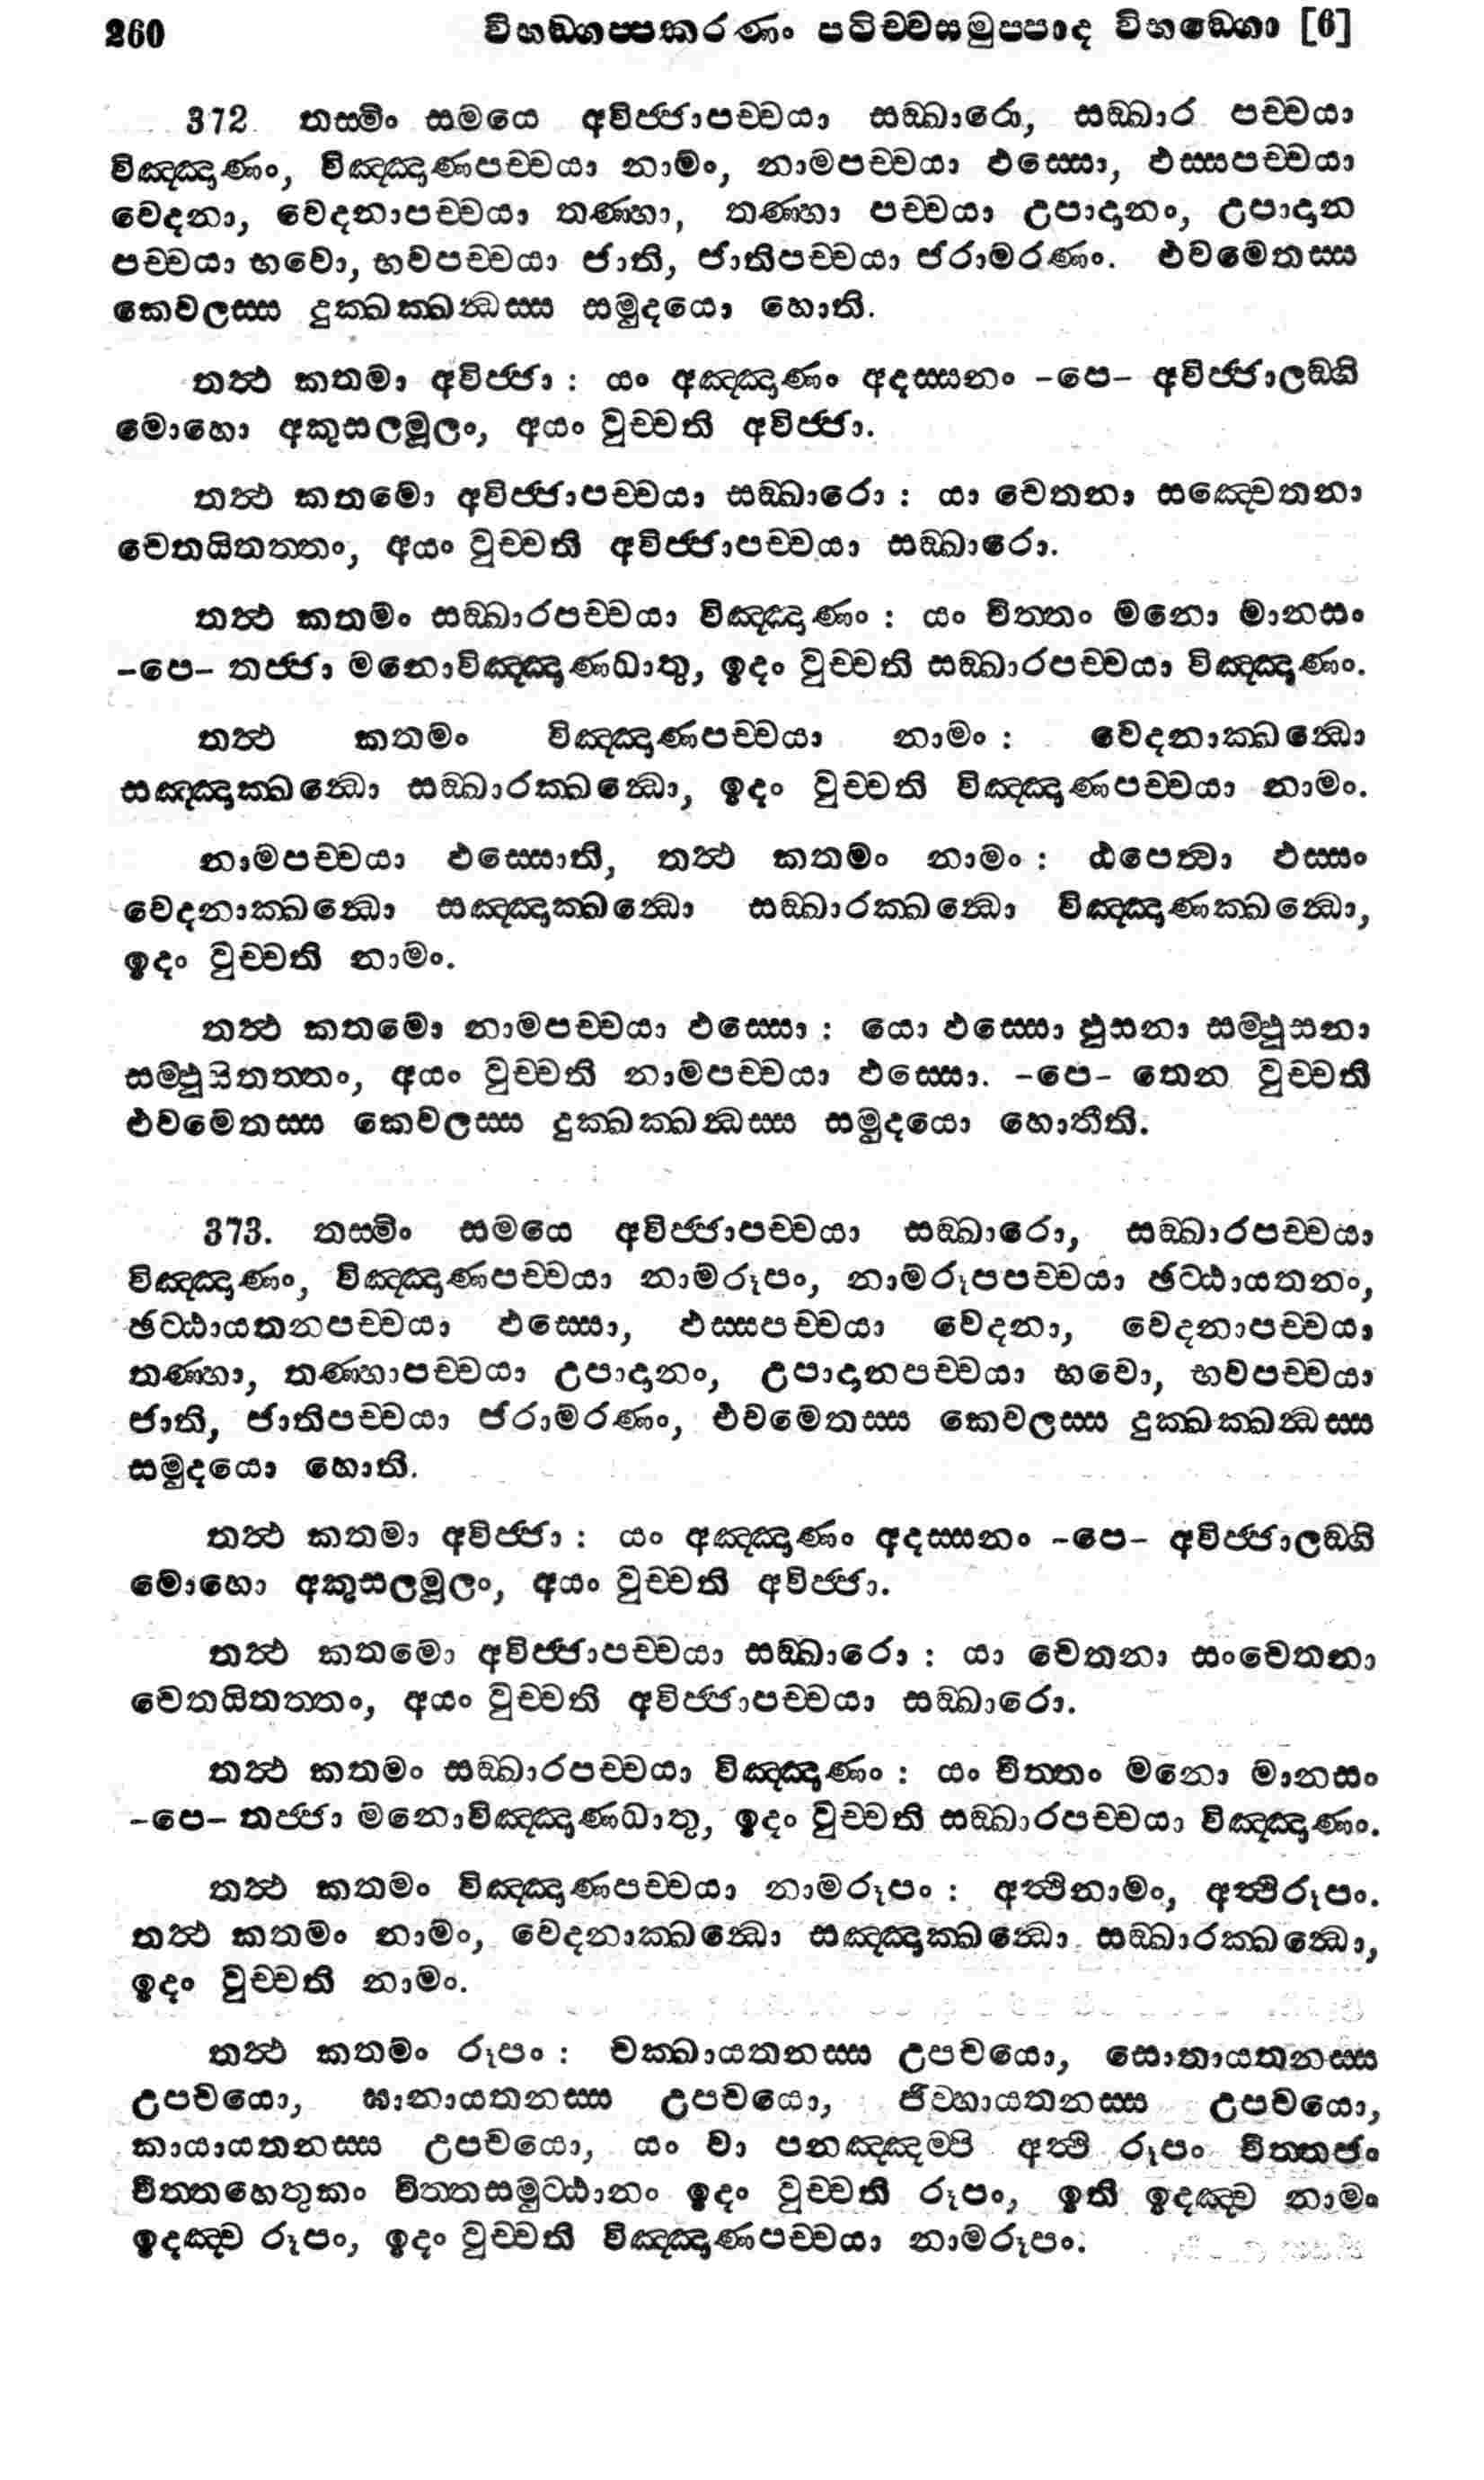 260 විභඞ්ගප්පකරණං පච්චසමුප්පාද විභඞ්ගො [6]
372. තස්මිං සමයෙ අවිජ්ජාපච්චයා සඞ්ඛාරො, සඞ්ඛාර පච්චයා
විඤ්ඤාණං, විඤ්ඤාණපච්චයා නාමං, නාමපච්චයා ඵස්සො, ඵස්සපච්චයා
වෙදනා, වෙදනාපච්චයා තණ්හා, තණ්හා පච්චයා උපාදානං, උපාදාන
පච්චයා භවො, භවපච්චයා ජාති, ජාතිපච්චයා ජරාමරණං. එවමෙතස්ස
කෙවලස්ස දුක්ඛක්ඛන්ධස්ස සමුදයො හොති.
තත්ථ කතමා අවිජ්ජා : යං අඤ්ඤාණං අදස්සනං -පෙ- අවිජ්ජාලඞ්ගී
මොහො අකුසලමූලං, අයං වුච්චති අවිජ්ජා.
තත්ථ කතමො අවිජ්ජාපච්චයා සඞ්ඛාරො : යා චෙතනා සඤ්චෙතනා
චෙතයිතත්තං, අයං වුච්චති අවිජ්ජාපච්චයා සඞ්ඛාරො.
තත්ථ කතමං සඞ්ඛාරපච්චයා විඤ්ඤාණං : යං චිත්තං මනො මානසං
-පෙ- තජ්ජා මනොවිඤ්ඤාණධාතු, ඉදං වුච්චති සඞ්ඛාරපච්චයා විඤ්ඤාණං.
තත්ථ කතමං විඤ්ඤාණපච්චයා නාමං : වෙදනාක්ඛන්ධො
සඤ්ඤාක්ඛන්ධො සඞ්ඛාරක්ඛන්ධො, ඉදං වුච්චති විඤ්ඤාණපච්චයා නාමං.
නාමපච්චයා ඵස්සොති, තත්ථ කතමං නාමං : ඨපෙත්වා ඵස්සං
වෙදනාක්ඛන්ධො සඤ්ඤාක්ඛන්ධො සඞ්ඛාරක්ඛන්ධො විඤ්ඤාණක්ඛන්ධො,
ඉදං වුච්චති නාමං.
තත්ථ කතමො නාමපච්චයා ඵස්සො : යො ඵස්සො ඵුසනා සම්ඵුසනා
සම්ඵුසිතත්තං, අයං වුච්චති නාමපච්චයා ඵස්සො. -පෙ- තෙන වුච්චති
එවමෙතස්ස කෙවලස්ස දුක්ඛක්ඛන්ධස්ස සමුදයො හොතීති.
373. තස්මිං සමයෙ අවිජ්ජාපච්චයා සඞ්ඛාරො, සඞ්ඛාරපච්චයා
විඤ්ඤාණං, විඤ්ඤාණපච්චයා නාමරූපං, නාමරූපපච්චයා ඡට්ඨායතනං,
ඡට්ඨායතනපච්චයා ඵස්සො, ඵස්සපච්චයා වෙදනා, වෙදනාපච්චයා
තණ්හා, තණ්හාපච්චයා උපාදානං, උපාදානපච්චයා භවො, භවපච්චයා
ජාති, ජාතිපච්චයා ජරාමරණං, එවමෙතස්ස කෙවලස්ස දුක්ඛක්ඛන්ධස්ස
සමුදයො හොති.
තත්ථ කතමා අවිජ්ජා : යං අඤ්ඤාණං අදස්සනං -පෙ- අවිජ්ජාලඞ්ගී
මොහො අකුසලමූලං, අයං වුච්චති අවිජ්ජා.
තත්ථ කතමො අවිජ්ජාපච්චයා සඞ්ඛාරො : යා චෙතනා සංචෙතනා
චෙතයිතත්තං, අයං වුච්චති අවිජ්ජාපච්චයා සඞ්ඛාරො.
තත්ථ කතමං සඞ්ඛාරපච්චයා විඤ්ඤාණං : යං චිත්තං මනො මානසං
-පෙ- තජ්ජා මනොවිඤ්ඤාණධාතු, ඉදං වුච්චති සඞ්ඛාරපච්චයා විඤ්ඤාණං.
තත්ථ කතමං විඤ්ඤාණපච්චයා නාමරූපං : අත්ථිනාමං, අත්ථිරූපං.
තත්ථ කතමං නාමං, වෙදනාක්ඛන්ධො සඤ්ඤාක්ඛන්ධො සඞ්ඛාරක්ඛන්ධො,
ඉදං වුච්චති නාමං.
තත්ථ කතමං රූපං : චක්ඛායතනස්ස උපචයො, සොතායතනස්ස
උපචයො, ඝානායතනස්ස උපචයො, ජිව්හායතනස්ස උපචයො,
කායායතනස්ස උපචයො, යං වා පනඤ්ඤම්පි අත්ථි රූපං චිත්තජං
චිත්තහෙතුකං චිත්තසමුට්ඨානං ඉදං වුච්චති රූපං, ඉති ඉදඤ්ච නාමං
ඉදඤ්ච රූපං, ඉදං වුච්චති විඤ්ඤාණපච්චයා නාමරූපං.